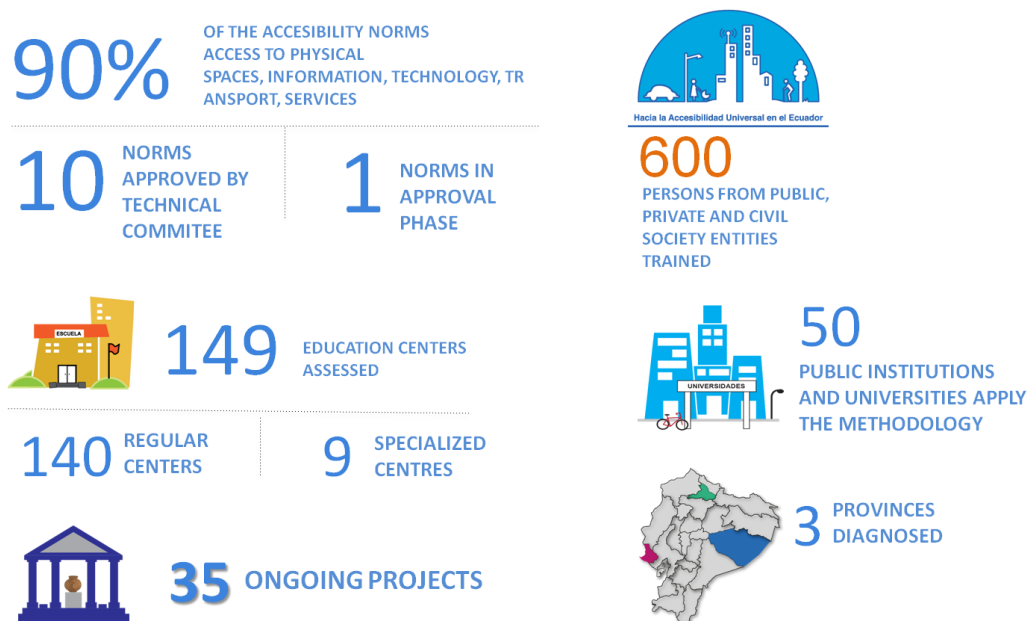 90%
OF THE ACCESIBILITY NORMS
ACCESS TO PHYSICAL
SPACES, INFORMATION, TECHNOLOGY, TR
ANSPORT, SERVICES
10
NORMS
APPROVED BY
TECHNICAL
COMMITEE
1
NORMS IN
APPROVAL
PHASE
Hacia la Accesibilidad Universal en el Ecuador
600
PERSONS FROM PUBLIC,
PRIVATE AND CIVIL
SOCIETY ENTITIES
TRAINED
ESCUELA
149
EDUCATION CENTERS
ASSESSED
140
REGULAR
CENTERS
9
SPECIALIZED
CENTRES
UNIVERSIDADES
50
PUBLIC INSTITUTIONS
AND UNIVERSITIES APPLY
THE METHODOLOGY
35 ONGOING PROJECTS
3
PROVINCES
DIAGNOSED